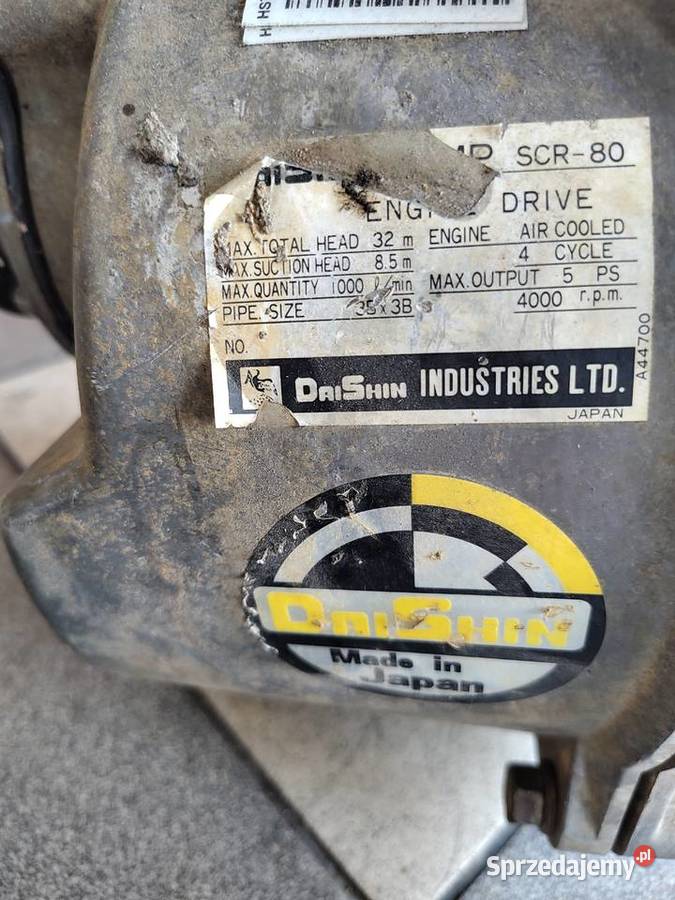 SCR-80
DRIVE
MAX. TOTAL HEAD 32 m ENGINE AIR COOLED
MAX. SUCTION HEAD 8.5 m 4 CYCLE
MAX. QUANTITY 1000 ℓ/min MAX. OUTPUT 5 PS
PIPE. SIZE 3B x 3B 4000 r.p.m.
NO.
DAISHIN INDUSTRIES LTD.
JAPAN
A44700
DAISHIN
Made in
Japan
Sprzedajemy.pl